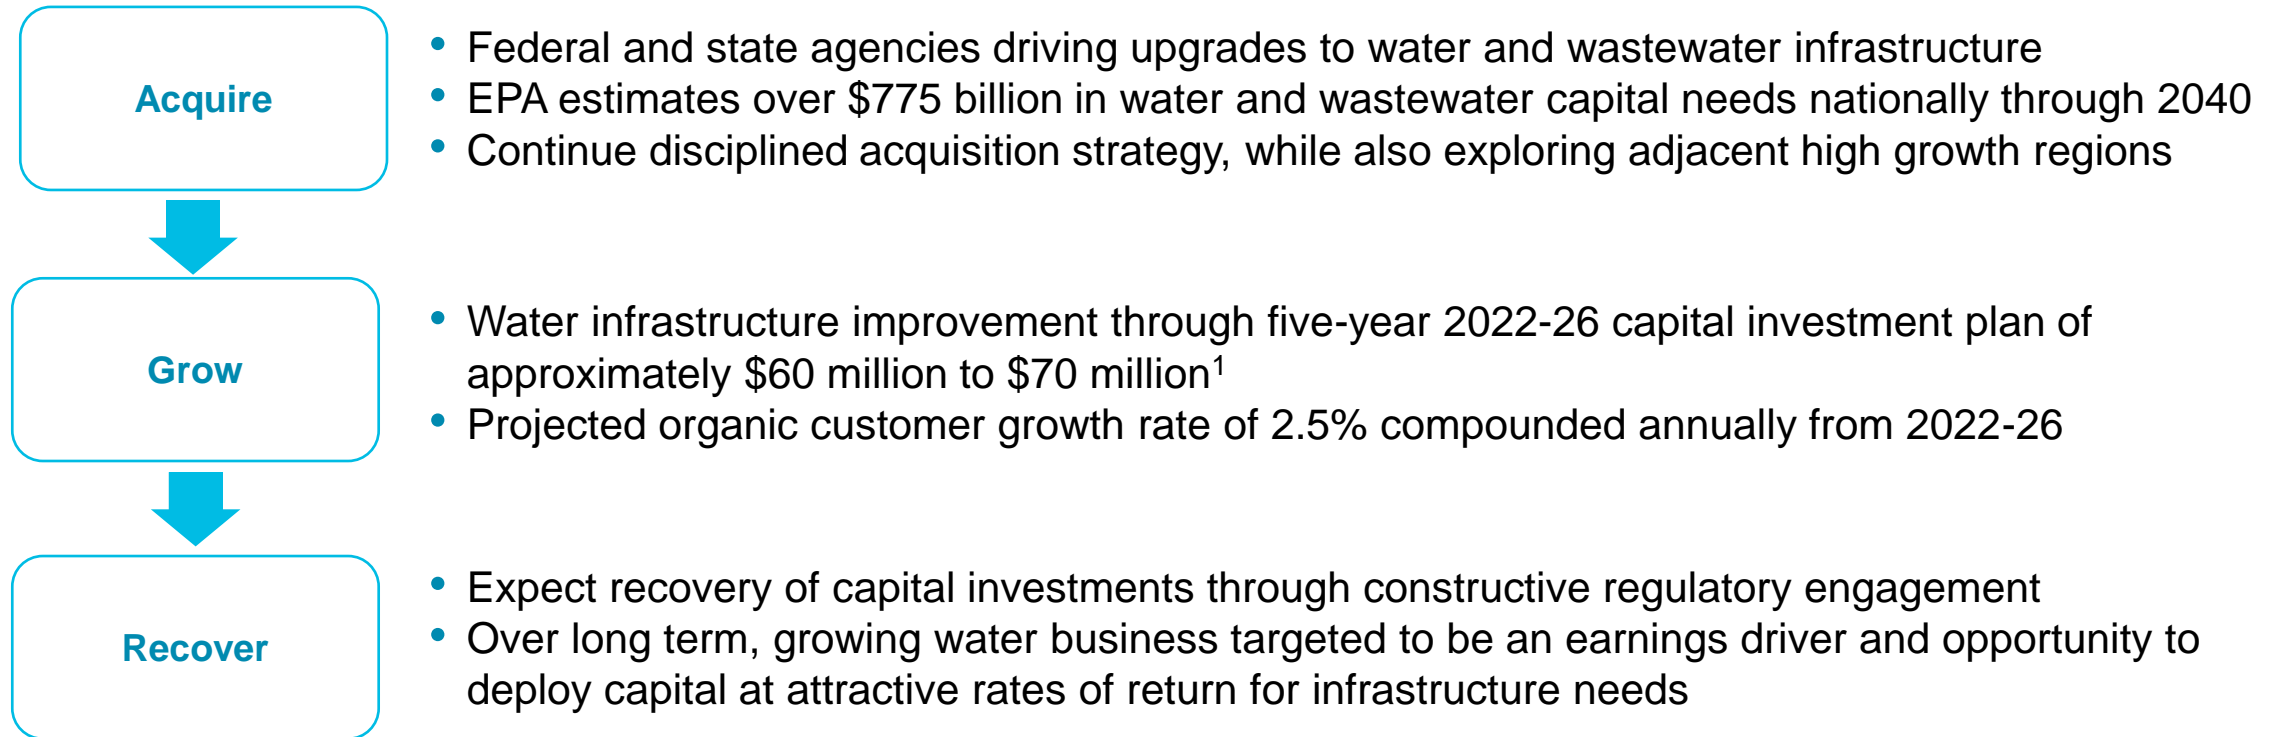 Acquire
• Federal and state agencies driving upgrades to water and wastewater infrastructure
• EPA estimates over $775 billion in water and wastewater capital needs nationally through 2040
• Continue disciplined acquisition strategy, while also exploring adjacent high growth regions
Grow
• Water infrastructure improvement through five-year 2022-26 capital investment plan of
approximately $60 million to $70 million¹
• Projected organic customer growth rate of 2.5% compounded annually from 2022-26
Recover
• Expect recovery of capital investments through constructive regulatory engagement
• Over long term, growing water business targeted to be an earnings driver and opportunity to
deploy capital at attractive rates of return for infrastructure needs